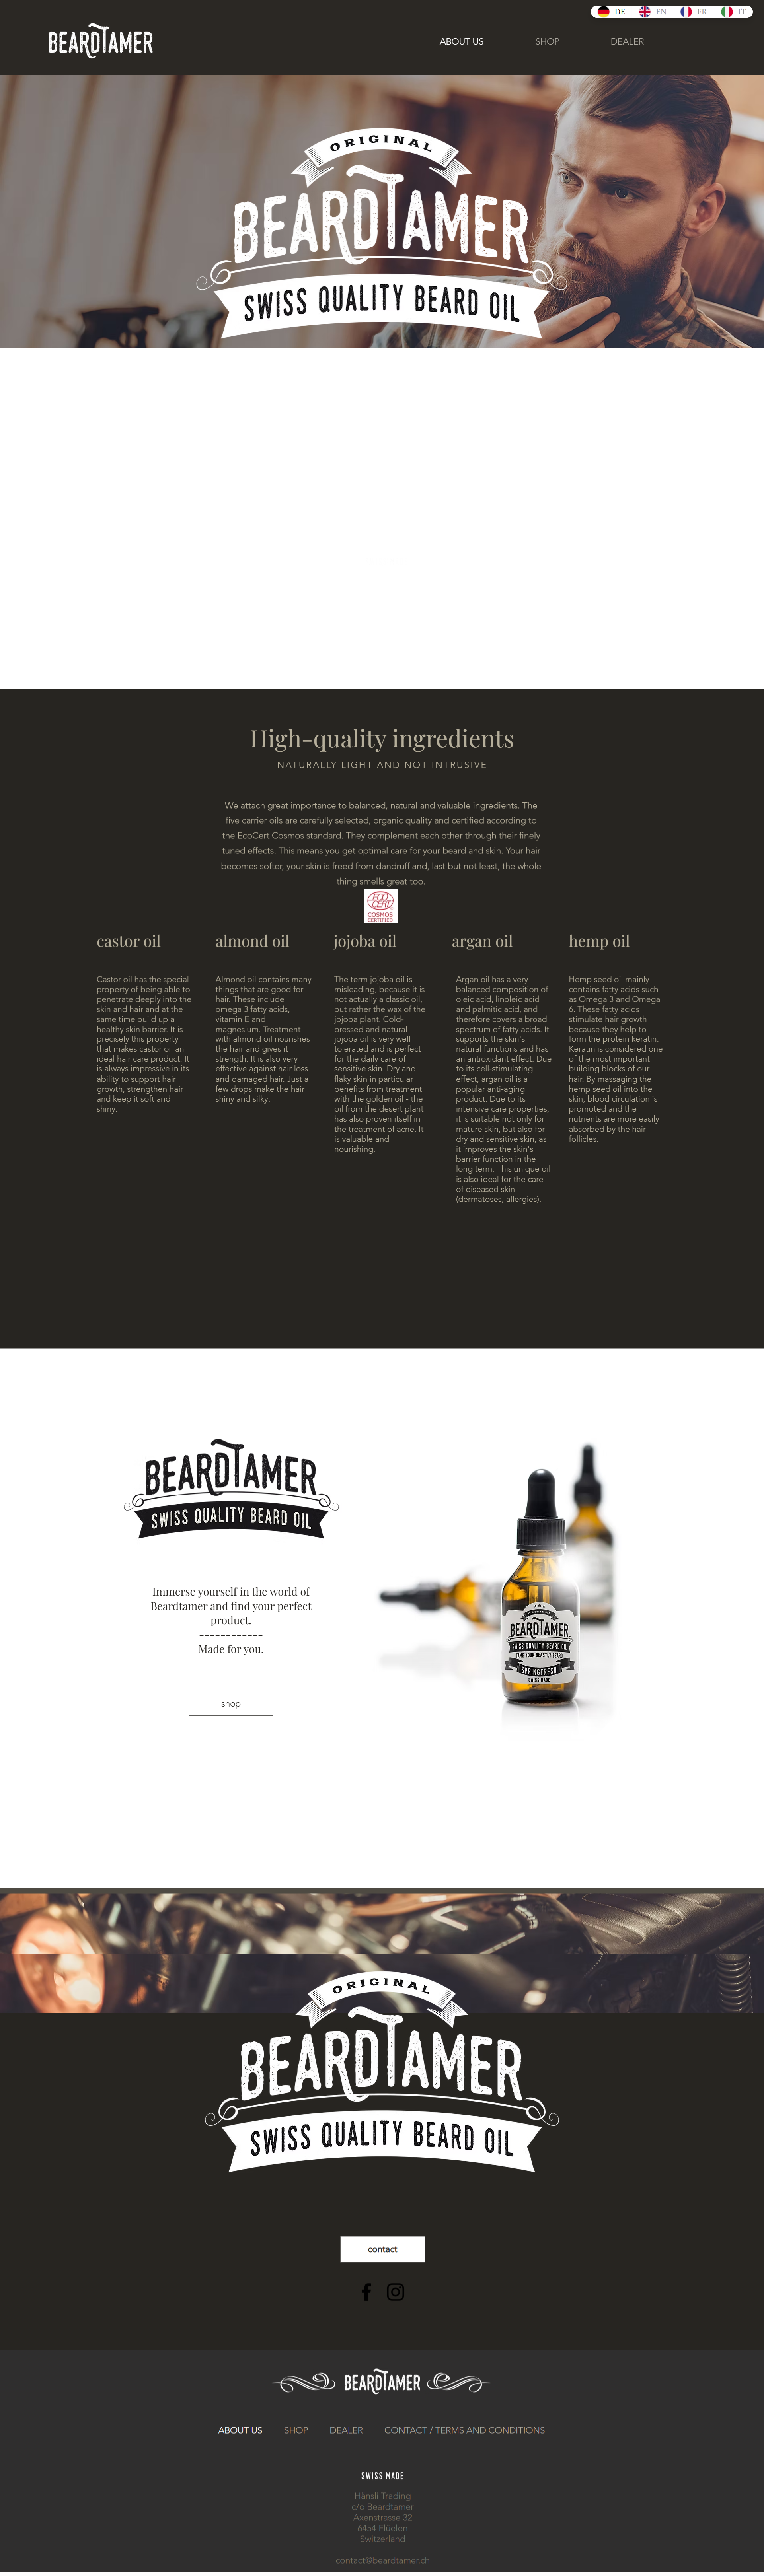 DE EN FR IT
BEARDTAMER
ABOUT US SHOP DEALER
ORIGINAL
BEARDTAMER
SWISS QUALITY BEARD OIL
High-quality ingredients
NATURALLY LIGHT AND NOT INTRUSIVE
We attach great importance to balanced, natural and valuable ingredients. The
five carrier oils are carefully selected, organic quality and certified according to
the EcoCert Cosmos standard. They complement each other through their finely
tuned effects. This means you get optimal care for your beard and skin. Your hair
becomes softer, your skin is freed from dandruff and, last but not least, the whole
thing smells great too.
ECO
CERT
COSMOS
CERTIFIED
castor oil
Castor oil has the special
property of being able to
penetrate deeply into the
skin and hair and at the
same time build up a
healthy skin barrier. It is
precisely this property
that makes castor oil an
ideal hair care product. It
is always impressive in its
ability to support hair
growth, strengthen hair
and keep it soft and
shiny.
almond oil
Almond oil contains many
things that are good for
hair. These include
omega 3 fatty acids,
vitamin E and
magnesium. Treatment
with almond oil nourishes
the hair and gives it
strength. It is also very
effective against hair loss
and damaged hair. Just a
few drops make the hair
shiny and silky.
jojoba oil
The term jojoba oil is
misleading, because it is
not actually a classic oil,
but rather the wax of the
jojoba plant. Cold-
pressed and natural
jojoba oil is very well
tolerated and is perfect
for the daily care of
sensitive skin. Dry and
flaky skin in particular
benefits from treatment
with the golden oil - the
oil from the desert plant
has also proven itself in
the treatment of acne. It
is valuable and
nourishing.
argan oil
Argan oil has a very
balanced composition of
oleic acid, linoleic acid
and palmitic acid, and
therefore covers a broad
spectrum of fatty acids. It
supports the skin's
natural functions and has
an antioxidant effect. Due
to its cell-stimulating
effect, argan oil is a
popular anti-aging
product. Due to its
intensive care properties,
it is suitable not only for
mature skin, but also for
dry and sensitive skin, as
it improves the skin's
barrier function in the
long term. This unique oil
is also ideal for the care
of diseased skin
(dermatoses, allergies).
hemp oil
Hemp seed oil mainly
contains fatty acids such
as Omega 3 and Omega
6. These fatty acids
stimulate hair growth
because they help to
form the protein keratin.
Keratin is considered one
of the most important
building blocks of our
hair. By massaging the
hemp seed oil into the
skin, blood circulation is
promoted and the
nutrients are more easily
absorbed by the hair
follicles.
BEARDTAMER
SWISS QUALITY BEARD OIL
Immerse yourself in the world of
Beardtamer and find your perfect
product.
------------
Made for you.
shop
ORIGINAL
BEARDTAMER
SWISS QUALITY BEARD OIL
TAME YOUR BEASTLY BEARD
SPRINGFRESH
SWISS MADE
ORIGINAL
BEARDTAMER
SWISS QUALITY BEARD OIL
contact
BEARDTAMER
ABOUT US SHOP DEALER CONTACT / TERMS AND CONDITIONS
SWISS MADE
Hänsli Trading
c/o Beardtamer
Axenstrasse 32
6454 Flüelen
Switzerland
contact@beardtamer.ch